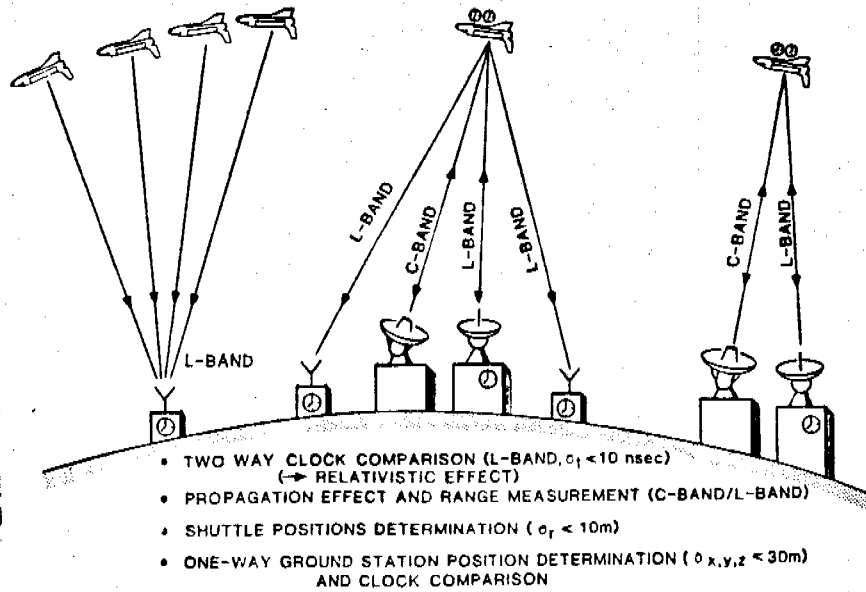 L-BAND
L-BAND
C-BAND
L-BAND
L-BAND
C-BAND
L-BAND
• TWO WAY CLOCK COMPARISON (L-BAND, σt < 10 nsec)
(→ RELATIVISTIC EFFECT)
• PROPAGATION EFFECT AND RANGE MEASUREMENT (C-BAND/L-BAND)
• SHUTTLE POSITIONS DETERMINATION (σr < 10m)
• ONE-WAY GROUND STATION POSITION DETERMINATION (σx,y,z ≤ 30m)
AND CLOCK COMPARISON